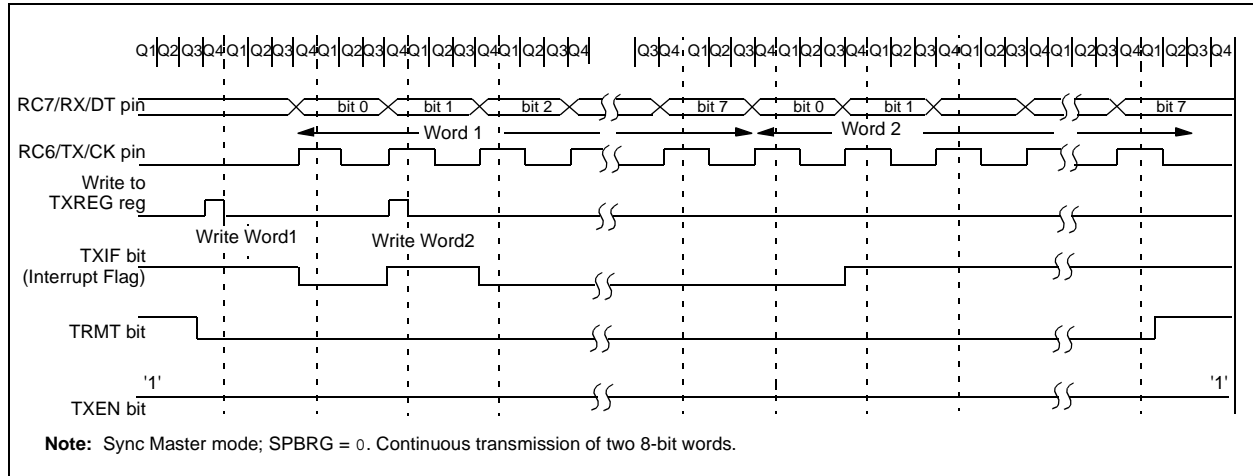 Q1 Q2 Q3 Q4 Q1 Q2 Q3 Q4 Q1 Q2 Q3 Q4 Q1 Q2 Q3 Q4 Q1 Q2 Q3 Q4 Q3 Q4 Q1 Q2 Q3 Q4 Q1 Q2 Q3 Q4 Q1 Q2 Q3 Q4 Q1 Q2 Q3 Q4 Q1 Q2 Q3 Q4 Q1 Q2 Q3 Q4
RC7/RX/DT pin
bit 0 bit 1 bit 2 bit 7 bit 0 bit 1 bit 7
Word 1 Word 2
RC6/TX/CK pin
Write to
TXREG reg
Write Word1 Write Word2
TXIF bit
(Interrupt Flag)
TRMT bit
'1' '1'
TXEN bit
Note: Sync Master mode; SPBRG = 0. Continuous transmission of two 8-bit words.